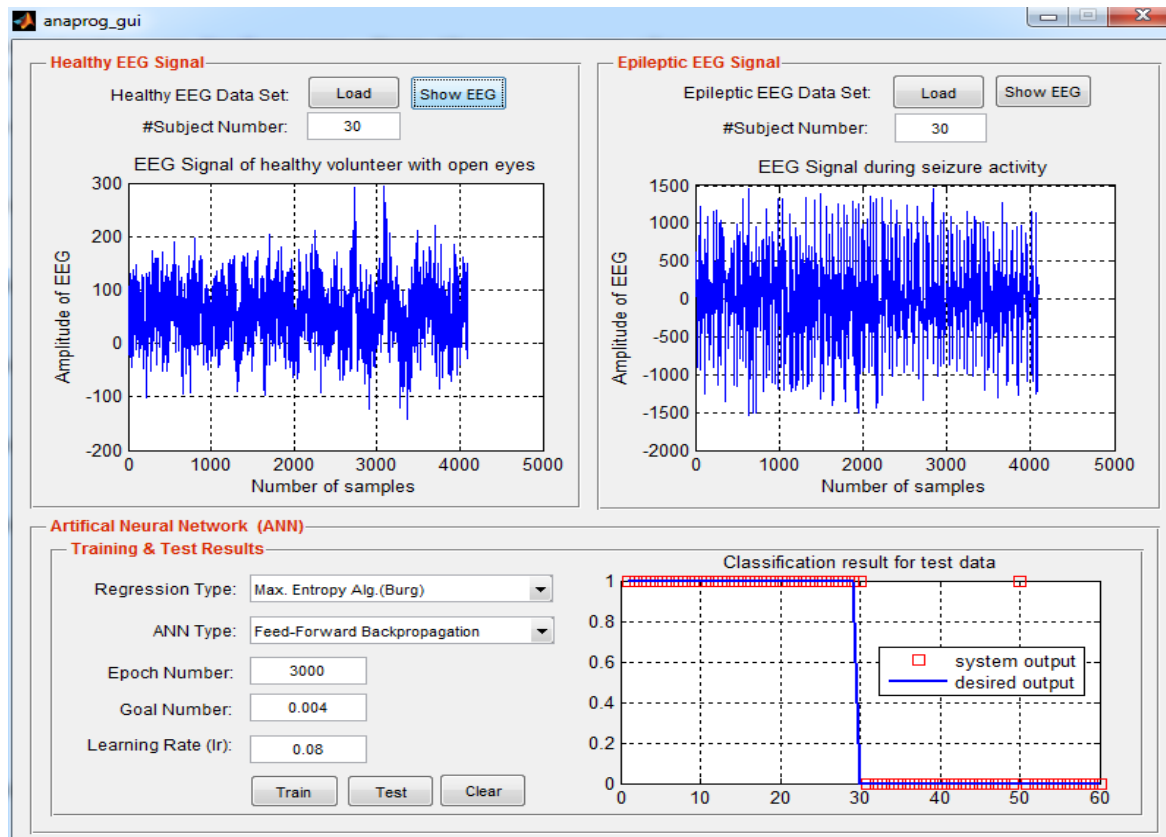 anaprog_gui
Healthy EEG Signal
Healthy EEG Data Set: Load Show EEG
#Subject Number: 30
EEG Signal of healthy volunteer with open eyes
300
200
100
0
-100
-200
Amplitude of EEG
0 1000 2000 3000 4000 5000
Number of samples
Epileptic EEG Signal
Epileptic EEG Data Set: Load Show EEG
#Subject Number: 30
EEG Signal during seizure activity
1500
1000
500
0
-500
-1000
-1500
-2000
Amplitude of EEG
0 1000 2000 3000 4000 5000
Number of samples
Artifical Neural Network (ANN)
Training & Test Results
Regression Type: Max. Entropy Alg.(Burg)
ANN Type: Feed-Forward Backpropagation
Epoch Number: 3000
Goal Number: 0.004
Learning Rate (lr): 0.08
Train Test Clear
Classification result for test data
1
0.8
0.6
0.4
0.2
0
system output
desired output
0 10 20 30 40 50 60